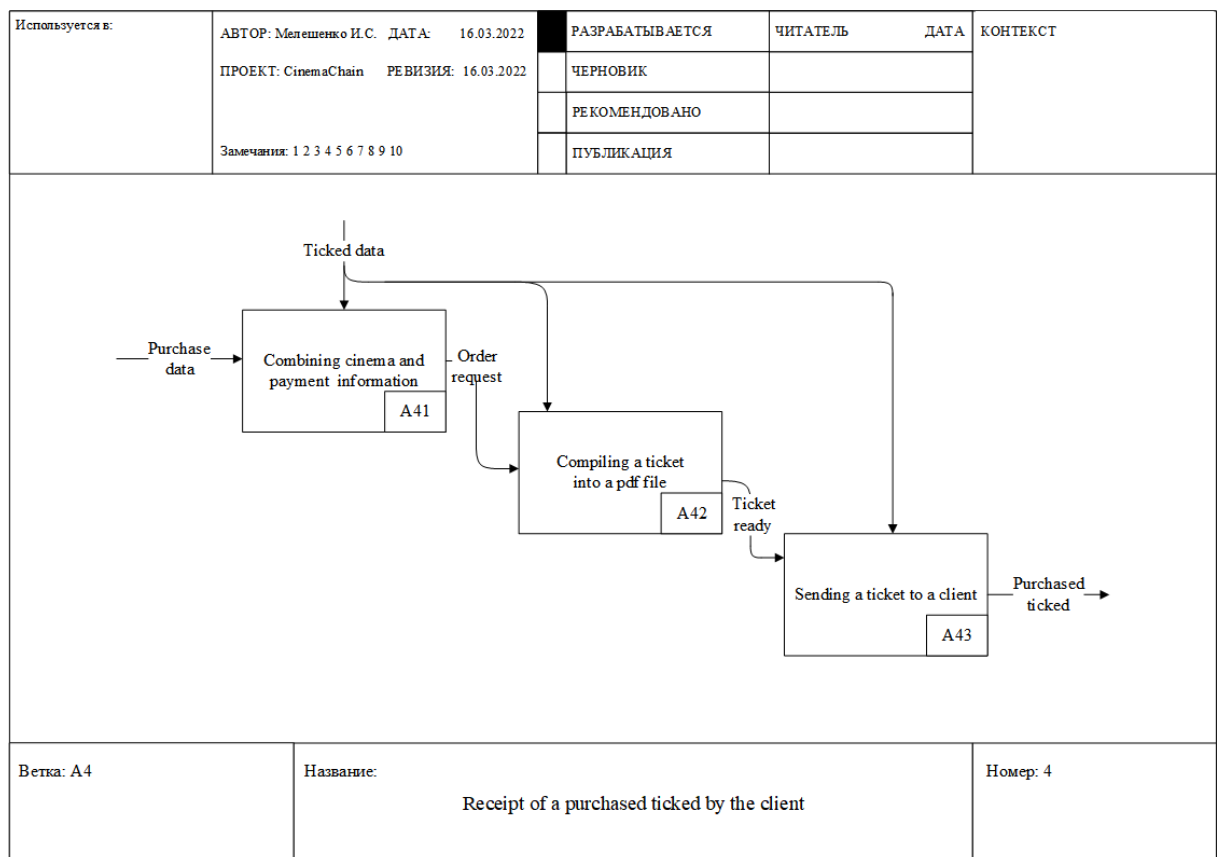 Используется в:
АВТОР: Мелешенко И.С. ДАТА: 16.03.2022
ПРОЕКТ: CinemaChain РЕВИЗИЯ: 16.03.2022
Замечания: 1 2 3 4 5 6 7 8 9 10
РАЗРАБАТЫВАЕТСЯ
ЧЕРНОВИК
РЕКОМЕНДОВАНО
ПУБЛИКАЦИЯ
ЧИТАТЕЛЬ ДАТА
КОНТЕКСТ
Ticked data
Purchase
data
Combining cinema and
payment information
A41
Order
request
Compiling a ticket
into a pdf file
A42
Ticket
ready
Sending a ticket to a client
A43
Purchased
ticked
Ветка: A4
Название:
Receipt of a purchased ticked by the client
Номер: 4